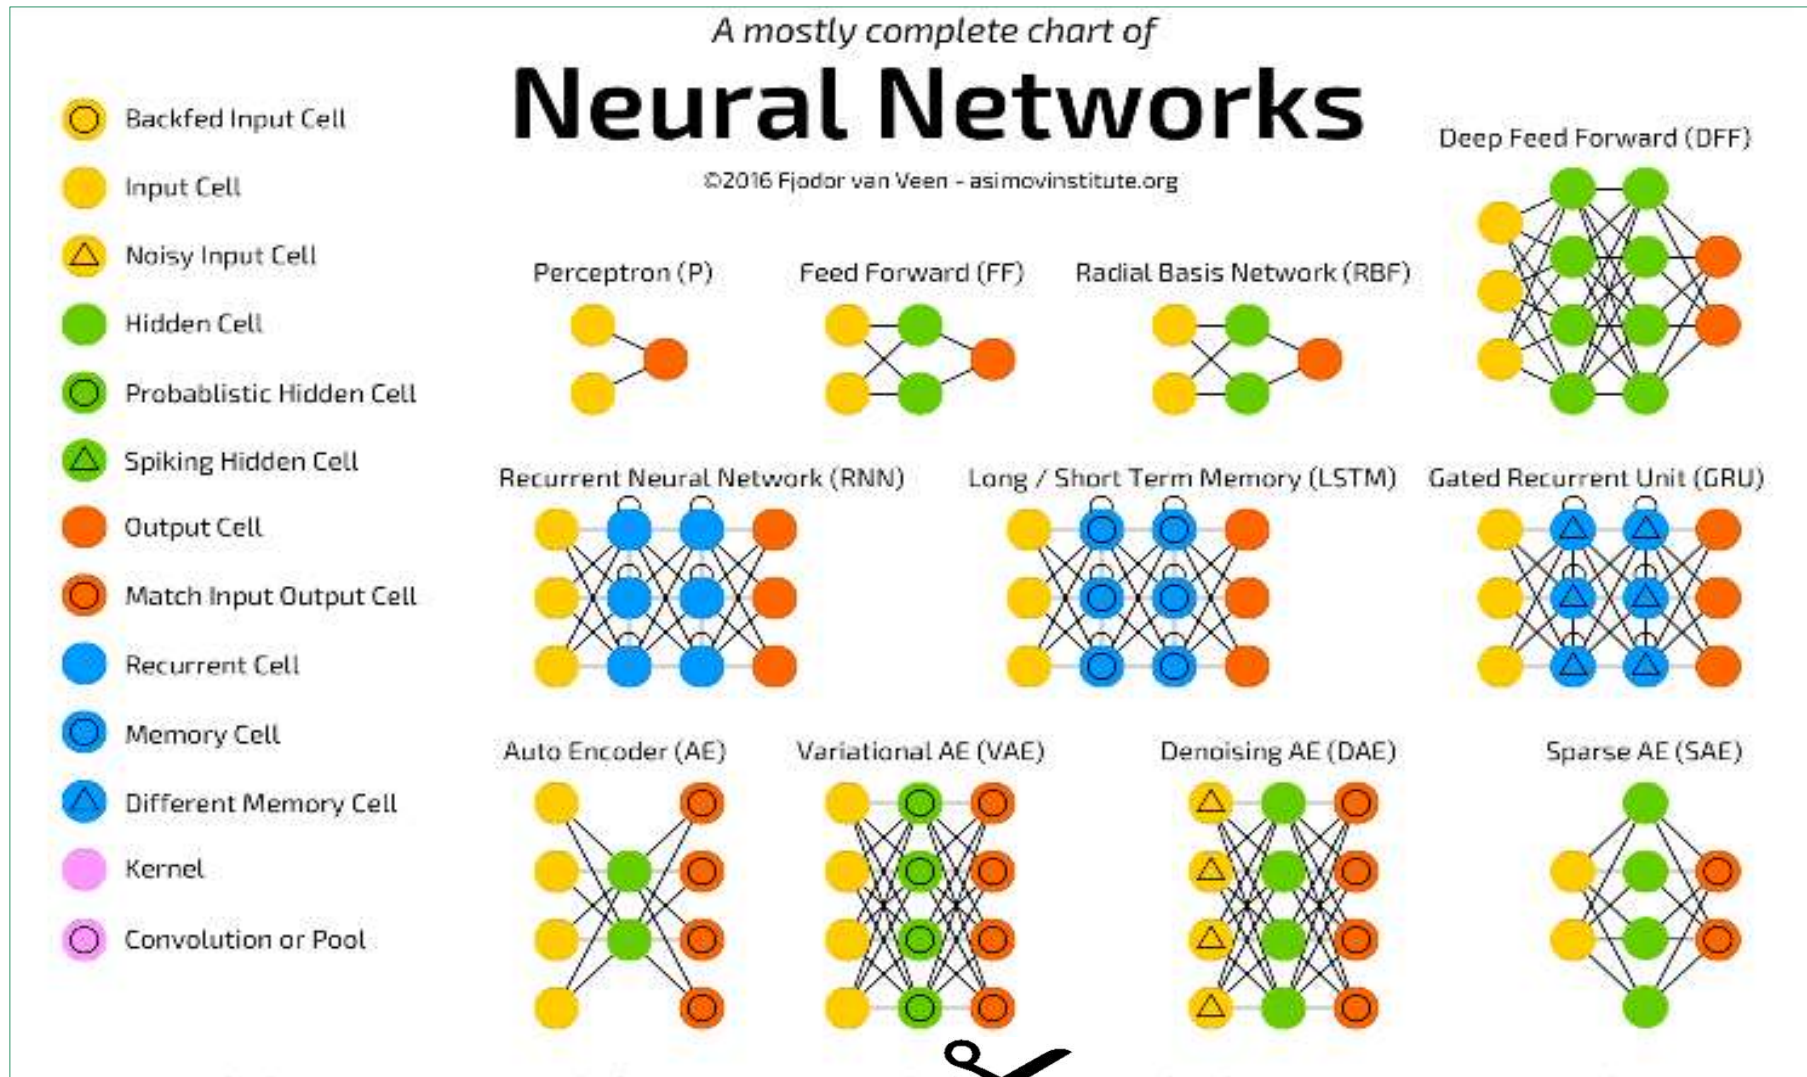 A mostly complete chart of
Neural Networks
©2016 Fjodor van Veen - asimovinstitute.org
Backfed Input Cell
Input Cell
Noisy Input Cell
Hidden Cell
Probablistic Hidden Cell
Spiking Hidden Cell
Output Cell
Match Input Output Cell
Recurrent Cell
Memory Cell
Different Memory Cell
Kernel
Convolution or Pool
Deep Feed Forward (DFF)
Perceptron (P)
Feed Forward (FF)
Radial Basis Network (RBF)
Recurrent Neural Network (RNN)
Long / Short Term Memory (LSTM)
Gated Recurrent Unit (GRU)
Auto Encoder (AE)
Variational AE (VAE)
Denoising AE (DAE)
Sparse AE (SAE)